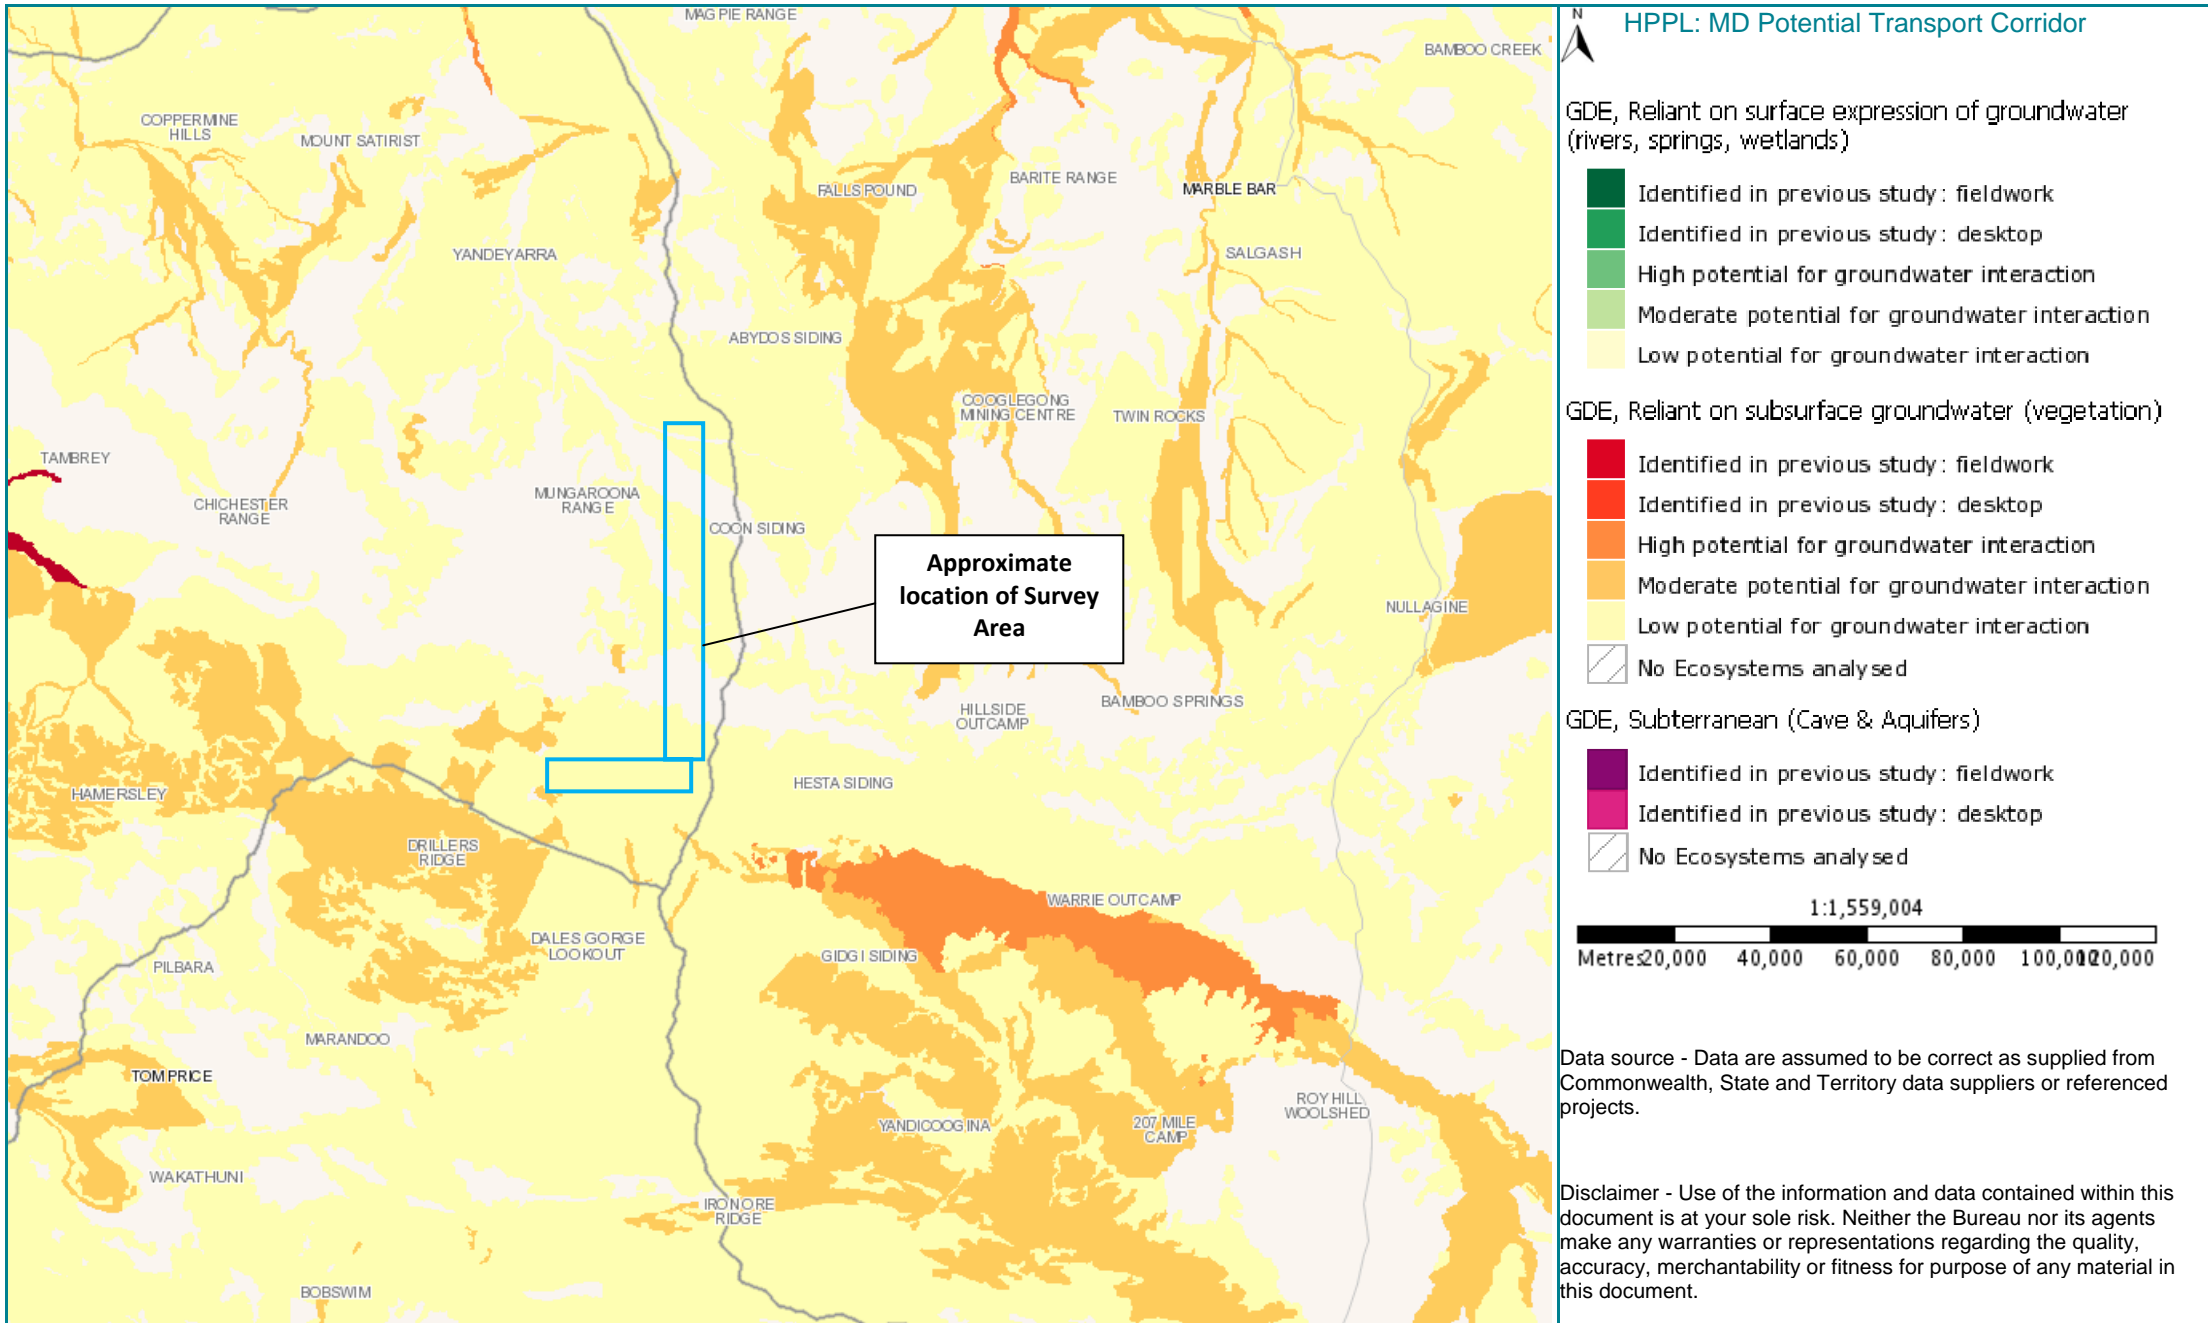 MAGPIE RANGE
BAMBOO CREEK
COPPERMINE
HILLS
MOUNT SATIRIST
FALLS POUND
BARITE RANGE
MARBLE BAR
YANDEYARRA
SALGASH
ABYDOS SIDING
COOGLEGONG
MINING CENTRE
TWIN ROCKS
TAMBREY
CHICHESTER
RANGE
MUNGAROONA
RANGE
COON SIDING
Approximate
location of Survey
Area
NULLAGINE
HILLSIDE
OUTCAMP
BAMBOO SPRINGS
HAMERSLEY
HESTA SIDING
DRILLERS
RIDGE
WARRIE OUTCAMP
DALES GORGE
LOOKOUT
GIDGI SIDING
PILBARA
MARANDOO
TOM PRICE
ROY HILL
WOOLSHED
YANDICOOGINA
207 MILE
CAMP
WAKATHUNI
IRON ORE
RIDGE
BOBSWIM
N
HPPL: MD Potential Transport Corridor
GDE, Reliant on surface expression of groundwater
(rivers, springs, wetlands)
Identified in previous study: fieldwork
Identified in previous study: desktop
High potential for groundwater interaction
Moderate potential for groundwater interaction
Low potential for groundwater interaction
GDE, Reliant on subsurface groundwater (vegetation)
Identified in previous study: fieldwork
Identified in previous study: desktop
High potential for groundwater interaction
Moderate potential for groundwater interaction
Low potential for groundwater interaction
No Ecosystems analysed
GDE, Subterranean (Cave & Aquifers)
Identified in previous study: fieldwork
Identified in previous study: desktop
No Ecosystems analysed
1:1,559,004
Metres 20,000 40,000 60,000 80,000 100,000 120,000
Data source - Data are assumed to be correct as supplied from
Commonwealth, State and Territory data suppliers or referenced
projects.
Disclaimer - Use of the information and data contained within this
document is at your sole risk. Neither the Bureau nor its agents
make any warranties or representations regarding the quality,
accuracy, merchantability or fitness for purpose of any material in
this document.